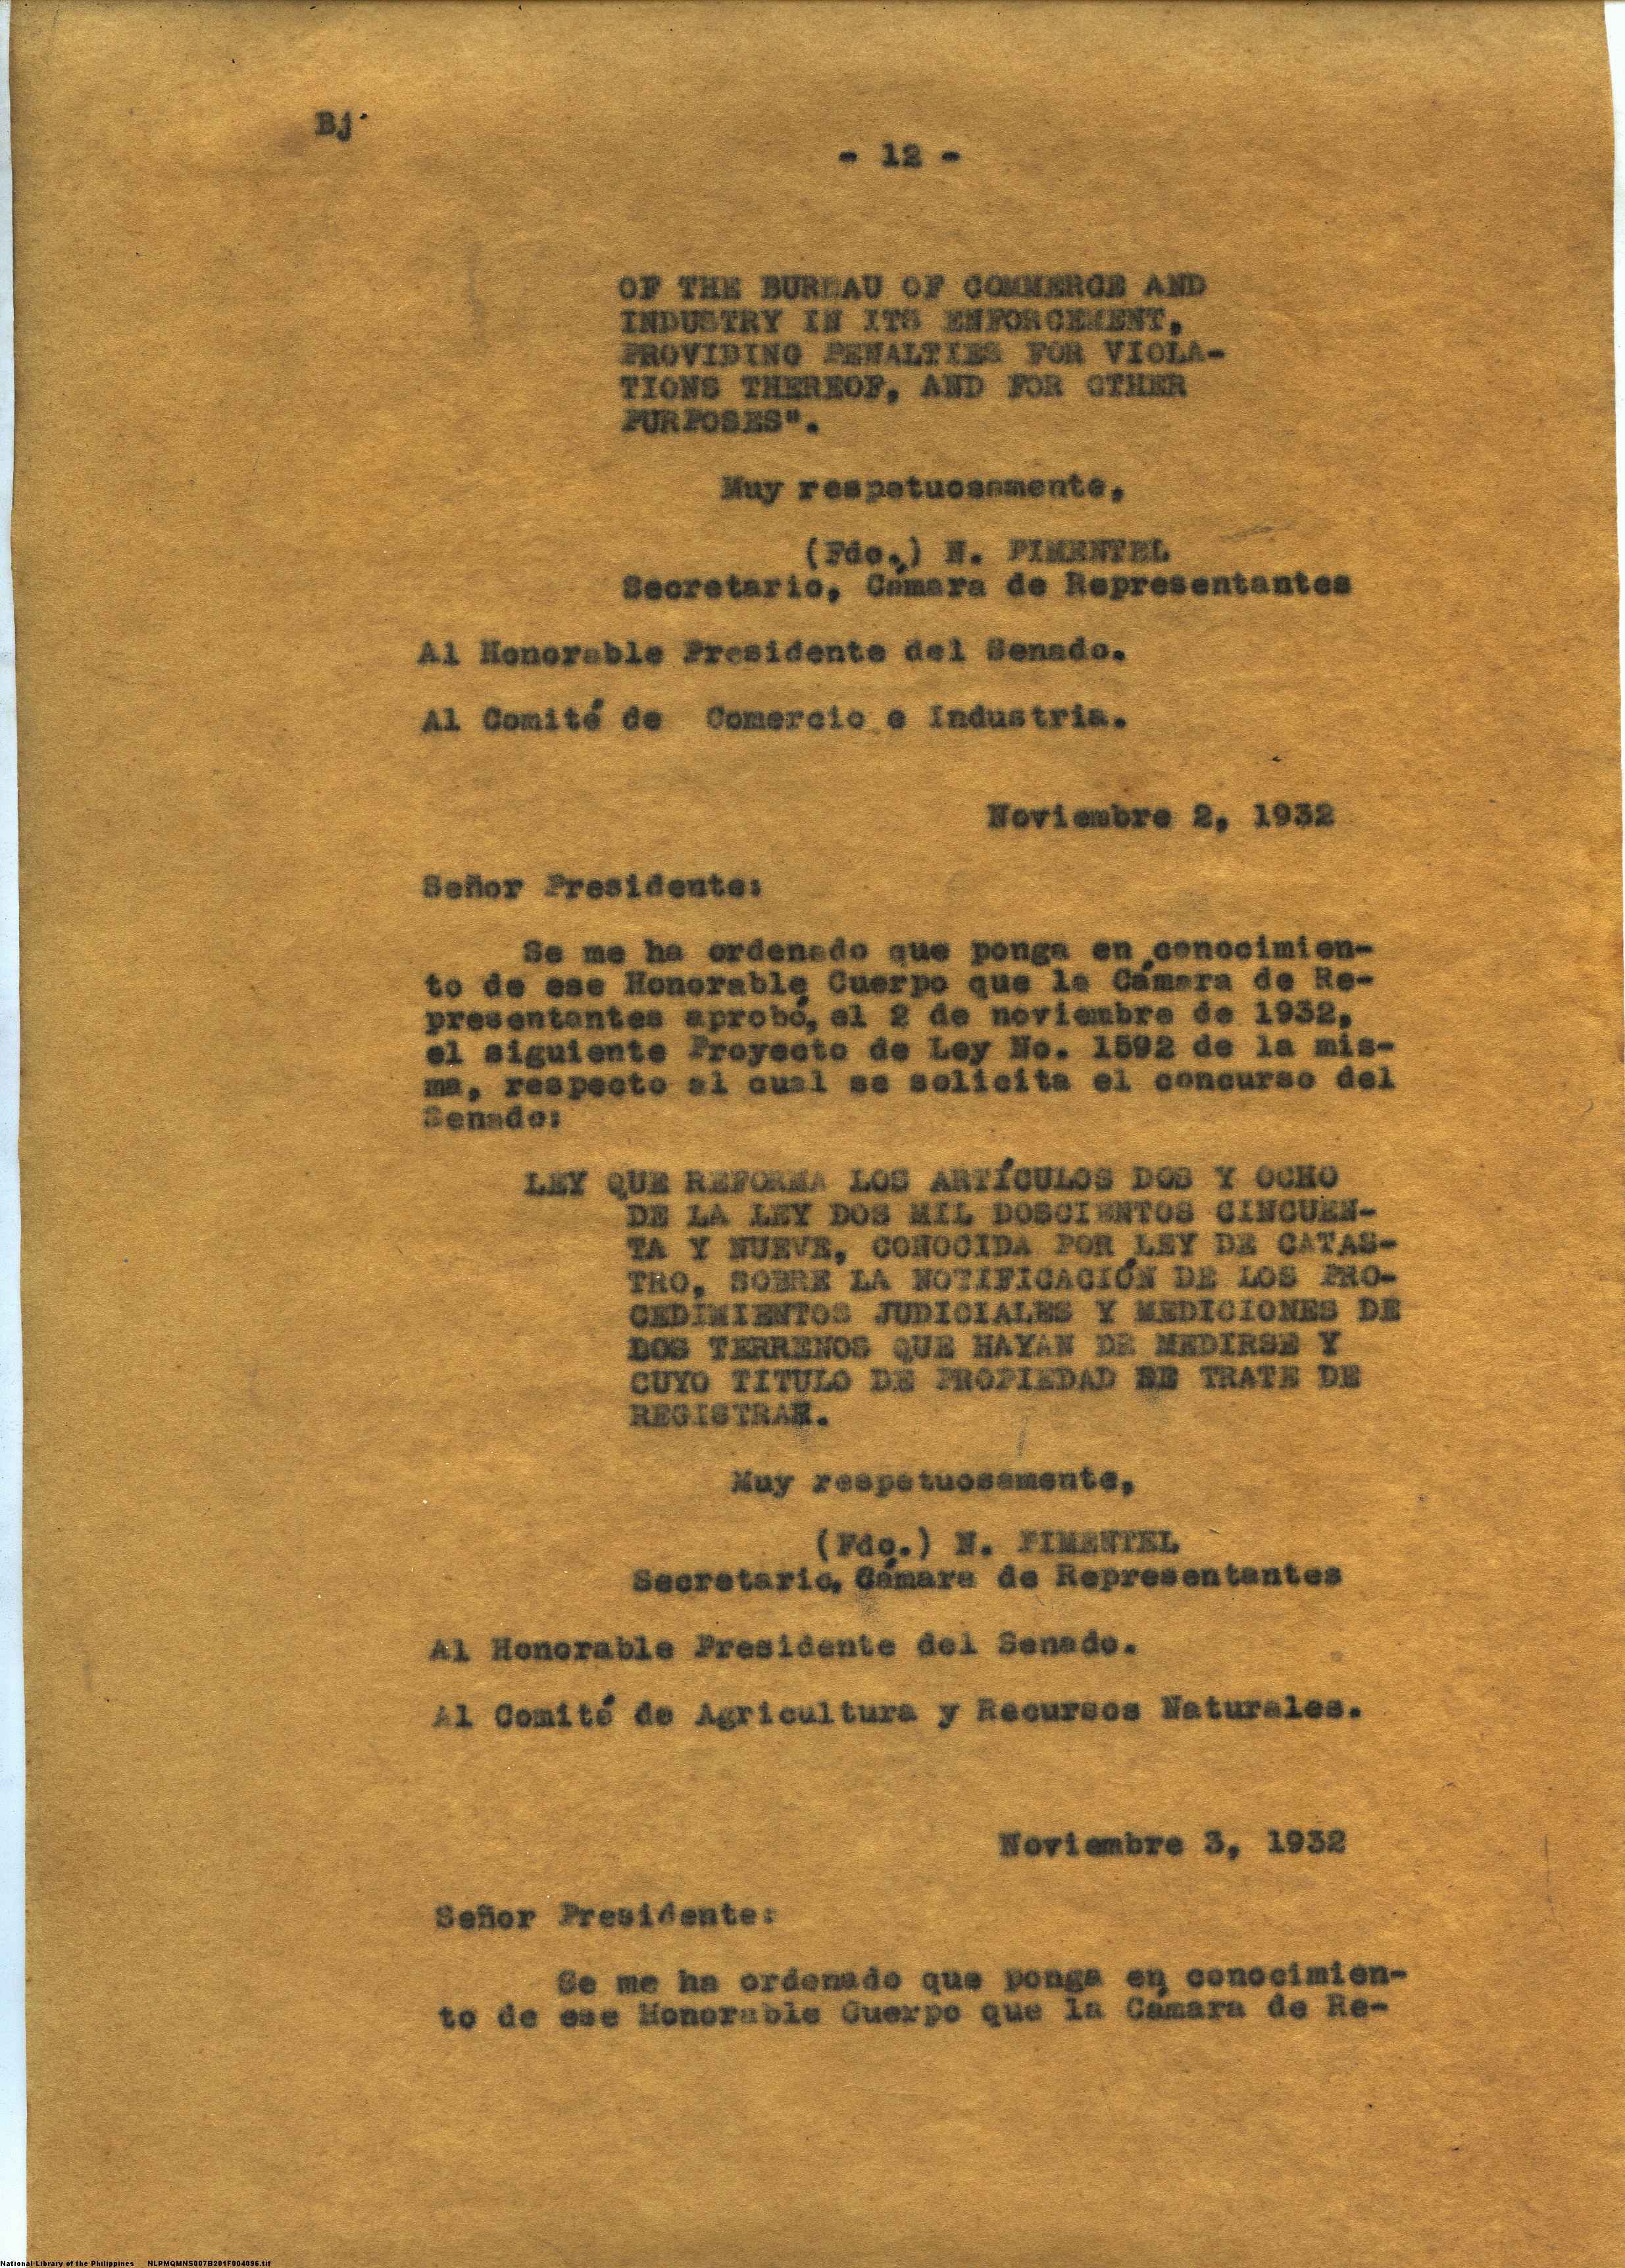 Bj
- 12 -
OF THE BUREAU OF COMMERCE AND
INDUSTRY IN ITS ENFORCEMENT,
PROVIDING PENALTIES FOR VIOLA-
TIONS THEREOF, AND FOR OTHER
PURPOSES".
Muy respetuosamente,
(Fdo.) N. PIMENTEL
Secretario, Cámara de Representantes
Al Honorable Presidente del Senado.
Al Comité de Comercio e Industria.
Noviembre 2, 1932
Señor Presidente:
Se me ha ordenado que ponga en conocimien-
to de ese Honorable Cuerpo que la Cámara de Re-
presentantes aprobó, el 2 de noviembre de 1932,
el siguiente Proyecto de Ley No. 1592 de la mis-
ma, respecto al cual se solicita el concurso del
Senado:
LEY QUE REFORMA LOS ARTÍCULOS DOS Y OCHO
DE LA LEY DOS MIL DOSCIENTOS CINCUEN-
TA Y NUEVE, CONOCIDA POR LEY DE CATAS-
TRO, SOBRE LA NOTIFICACIÓN DE LOS PRO-
CEDIMIENTOS JUDICIALES Y MEDICIONES DE
LOS TERRENOS QUE HAYAN DE MEDIRSE Y
CUYO TITULO DE PROPIEDAD SE TRATE DE
REGISTRAR.
Muy respetuosamente,
(Fdo.) N. PIMENTEL
Secretario, Cámara de Representantes
Al Honorable Presidente del Senado.
Al Comité de Agricultura y Recursos Naturales.
Noviembre 3, 1932
Señor Presidente:
Se me ha ordenado que ponga en conocimien-
to de ese Honorable Cuerpo que la Cámara de Re-
National Library of the Philippines NLPMQMNS007B201F004096.tif